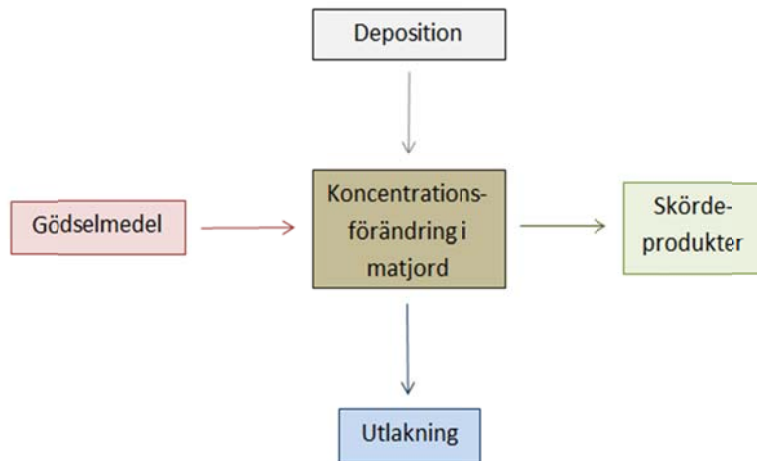 Deposition
Gödselmedel
Koncentrations-
förändring i
matjord
Skörde-
produkter
Utlakning